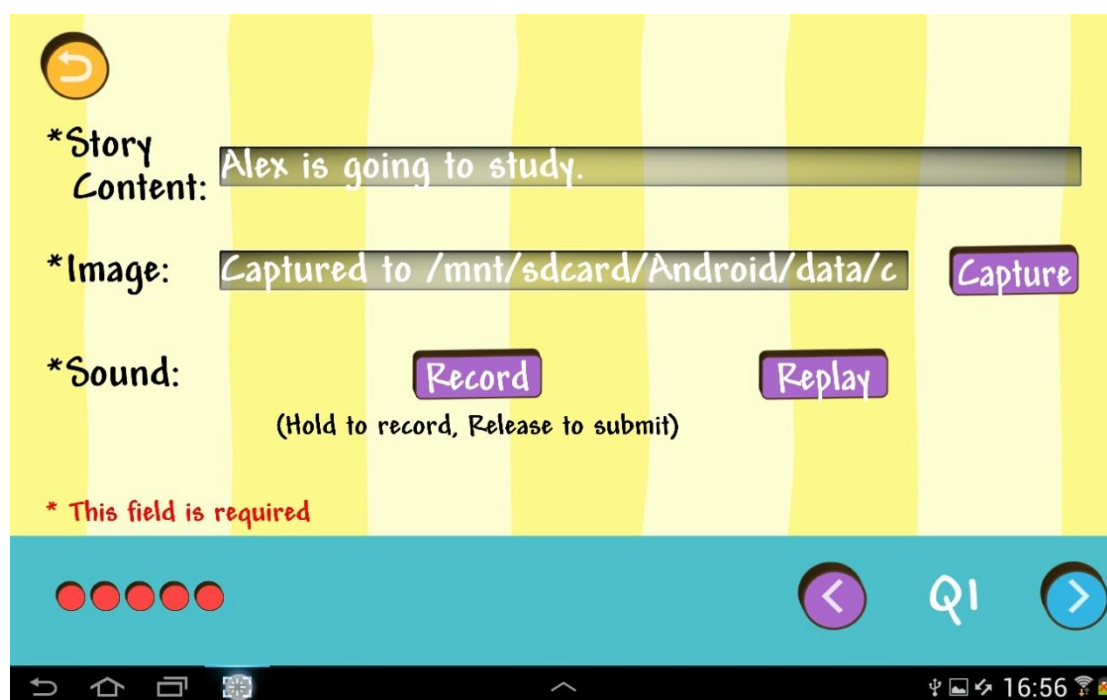 *Story
Content:
Alex is going to study.
*Image:
Captured to /mnt/sdcard/Android/data/c
Capture
*Sound:
Record
Replay
(Hold to record, Release to submit)
* This field is required
Q1
16:56